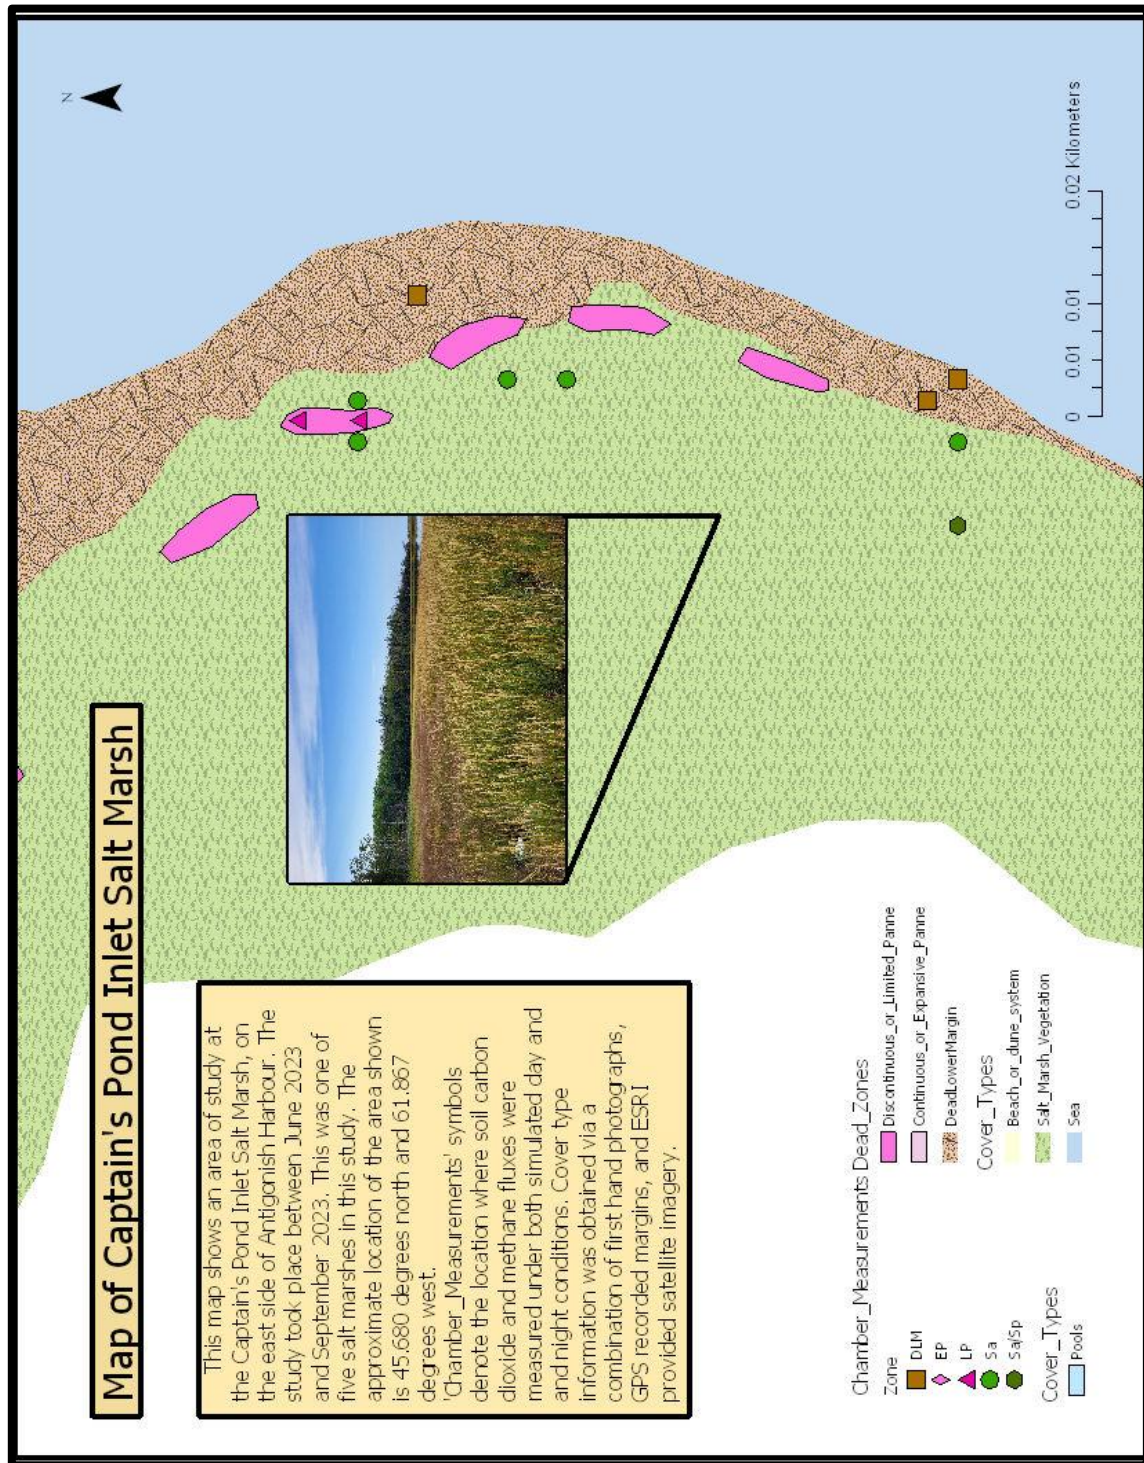 Map of Captain's Pond Inlet Salt Marsh
This map shows an area of study at
the Captain's Pond Inlet Salt Marsh, on
the east side of Antigonish Harbour. The
study took place between June 2023
and September 2023. This was one of
five salt marshes in this study. The
approximate location of the area shown
is 45.680 degrees north and 61.867
degrees west.
'Chamber_Measurements' symbols
denote the location where soil carbon
dioxide and methane fluxes were
measured under both simulated day and
and night conditions. Cover type
information was obtained via a
combination of first hand photographs,
GPS recorded margins, and ESRI
provided satellite imagery.
N
Chamber_Measurements
Zone
DLM
EP
LP
Sa
Sa/Sp
Cover_Types
Pools
Dead_Zones
Discontinuous_or_Limited_Panne
Continuous_or_Expansive_Panne
DeadLowerMargin
Cover_Types
Beach_or_dune_system
Salt_Marsh_Vegetation
Sea
0 0.01 0.01 0.02 Kilometers